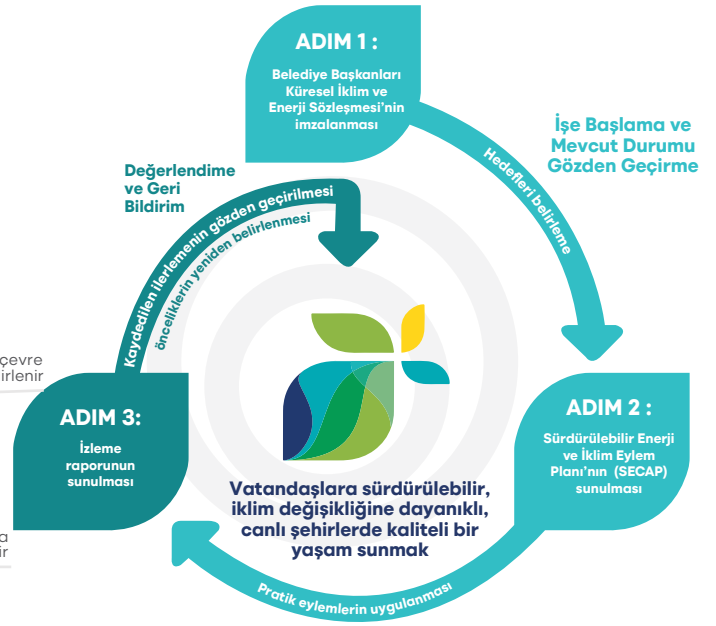 ADIM 1 :
Belediye Başkanları
Küresel İklim ve
Enerji Sözleşmesi'nin
imzalanması
İşe Başlama ve
Mevcut Durumu
Gözden Geçirme
Hedefleri belirleme
Değerlendime
ve Geri
Bildirim
Kaydedilen ilerlemenin gözden geçirilmesi
önceliklerin yeniden belirlenmesi
ADIM 2 :
Sürdürülebilir Enerji
ve İklim Eylem
Planı'nın (SECAP)
sunulması
ADIM 3:
İzleme
raporunun
sunulması
Vatandaşlara sürdürülebilir,
iklim değişikliğine dayanıklı,
canlı şehirlerde kaliteli bir
yaşam sunmak
Pratik eylemlerin uygulanması